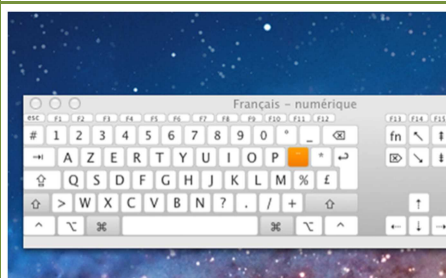 Français – numérique
esc F1 F2 F3 F4 F5 F6 F7 F8 F9 F10 F11 F12 F13 F14 F15
# 1 2 3 4 5 6 7 8 9 0 ° _ ⌫ fn ↖ ⇞
⇥ A Z E R T Y U I O P ¨ * ↩ ⌦ ↘ ⇟
⇪ Q S D F G H J K L M % £
⇧ > W X C V B N ? . / + ⇧ ↑
^ ⌥ ⌘ ⌘ ⌥ ^ ← ↓ →